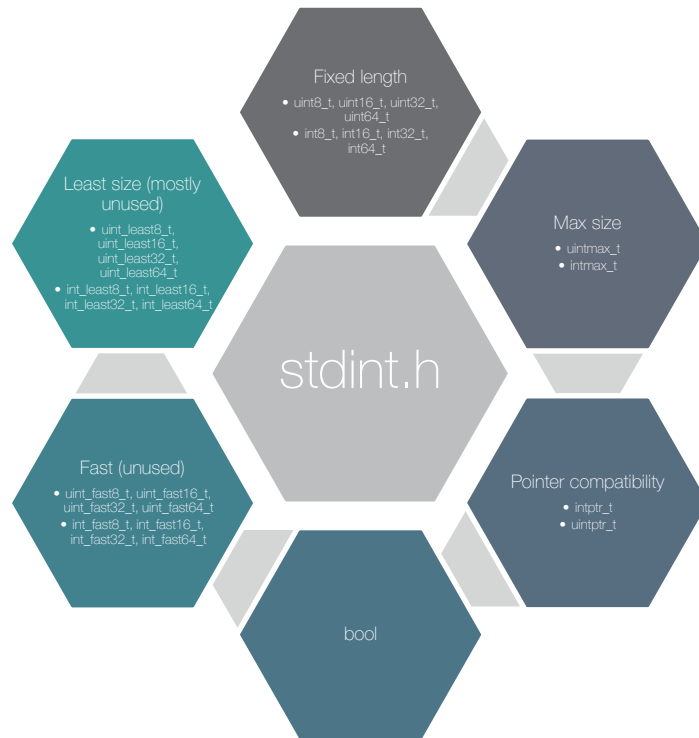 Fixed length
• uint8_t, uint16_t, uint32_t,
uint64_t
• int8_t, int16_t, int32_t,
int64_t
Max size
• uintmax_t
• intmax_t
Pointer compatibility
• intptr_t
• uintptr_t
bool
Fast (unused)
• uint_fast8_t, uint_fast16_t,
uint_fast32_t, uint_fast64_t
• int_fast8_t, int_fast16_t,
int_fast32_t, int_fast64_t
Least size (mostly
unused)
• uint_least8_t,
uint_least16_t,
uint_least32_t,
uint_least64_t
• int_least8_t, int_least16_t,
int_least32_t, int_least64_t
stdint.h